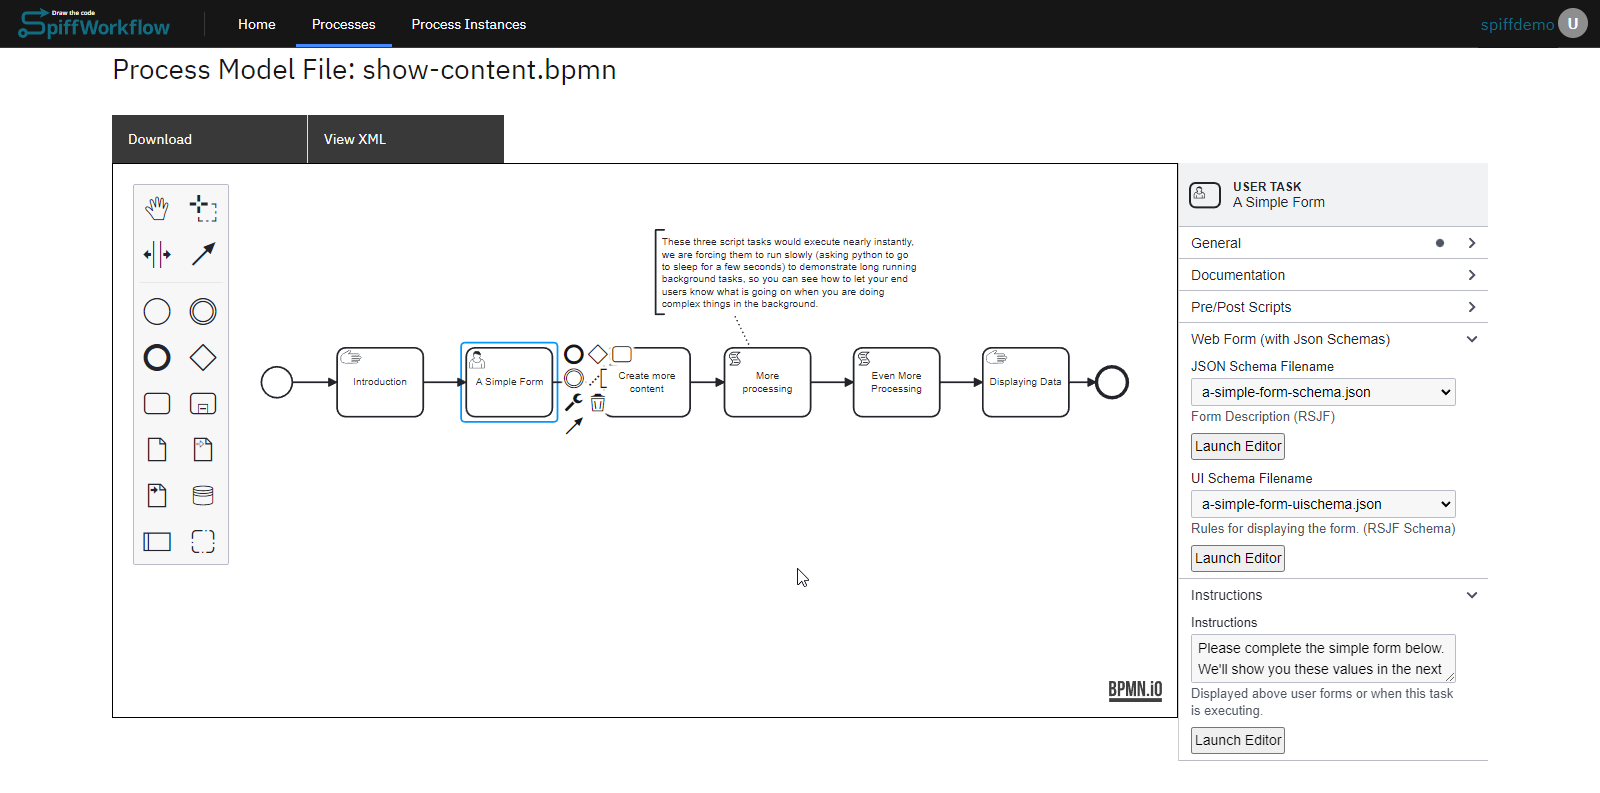 Draw the code
SpiffWorkflow
Home
Processes
Process Instances
spiffdemo
U
Process Model File: show-content.bpmn
Download
View XML
These three script tasks would execute nearly instantly,
we are forcing them to run slowly (asking python to go
to sleep for a few seconds) to demonstrate long running
background tasks, so you can see how to let your end
users know what is going on when you are doing
complex things in the background.
Introduction
A Simple Form
Create more
content
More
processing
Even More
Processing
Displaying Data
BPMN.iO
USER TASK
A Simple Form
General
Documentation
Pre/Post Scripts
Web Form (with Json Schemas)
JSON Schema Filename
a-simple-form-schema.json
Form Description (RSJF)
Launch Editor
UI Schema Filename
a-simple-form-uischema.json
Rules for displaying the form. (RSJF Schema)
Launch Editor
Instructions
Instructions
Please complete the simple form below.
We'll show you these values in the next
Displayed above user forms or when this task
is executing.
Launch Editor